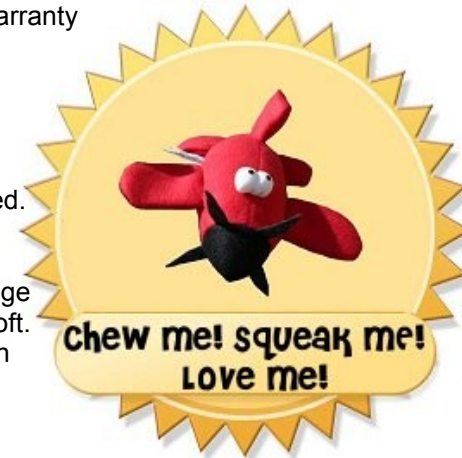 arranty
ed.
ge
oft.
n
chew me! squeak me!
Love me!